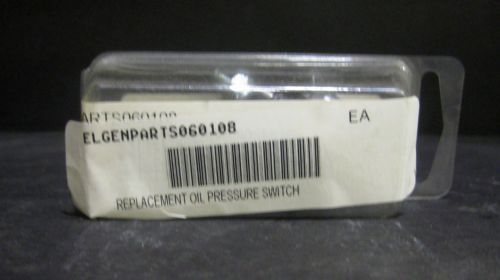 ARTS060108
EA
ELGENPARTS060108
REPLACEMENT OIL PRESSURE SWITCH